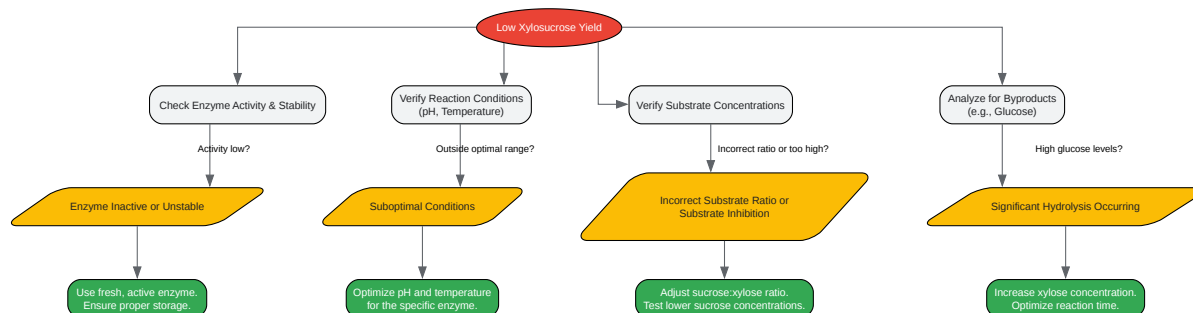 Low Xylosucrose Yield
Check Enzyme Activity & Stability
Verify Reaction Conditions
(pH, Temperature)
Verify Substrate Concentrations
Analyze for Byproducts
(e.g., Glucose)
Activity low?
Outside optimal range?
Incorrect ratio or too high?
High glucose levels?
Enzyme Inactive or Unstable
Suboptimal Conditions
Incorrect Substrate Ratio or
Substrate Inhibition
Significant Hydrolysis Occurring
Use fresh, active enzyme.
Ensure proper storage.
Optimize pH and temperature
for the specific enzyme.
Adjust sucrose:xylose ratio.
Test lower sucrose concentrations.
Increase xylose concentration.
Optimize reaction time.